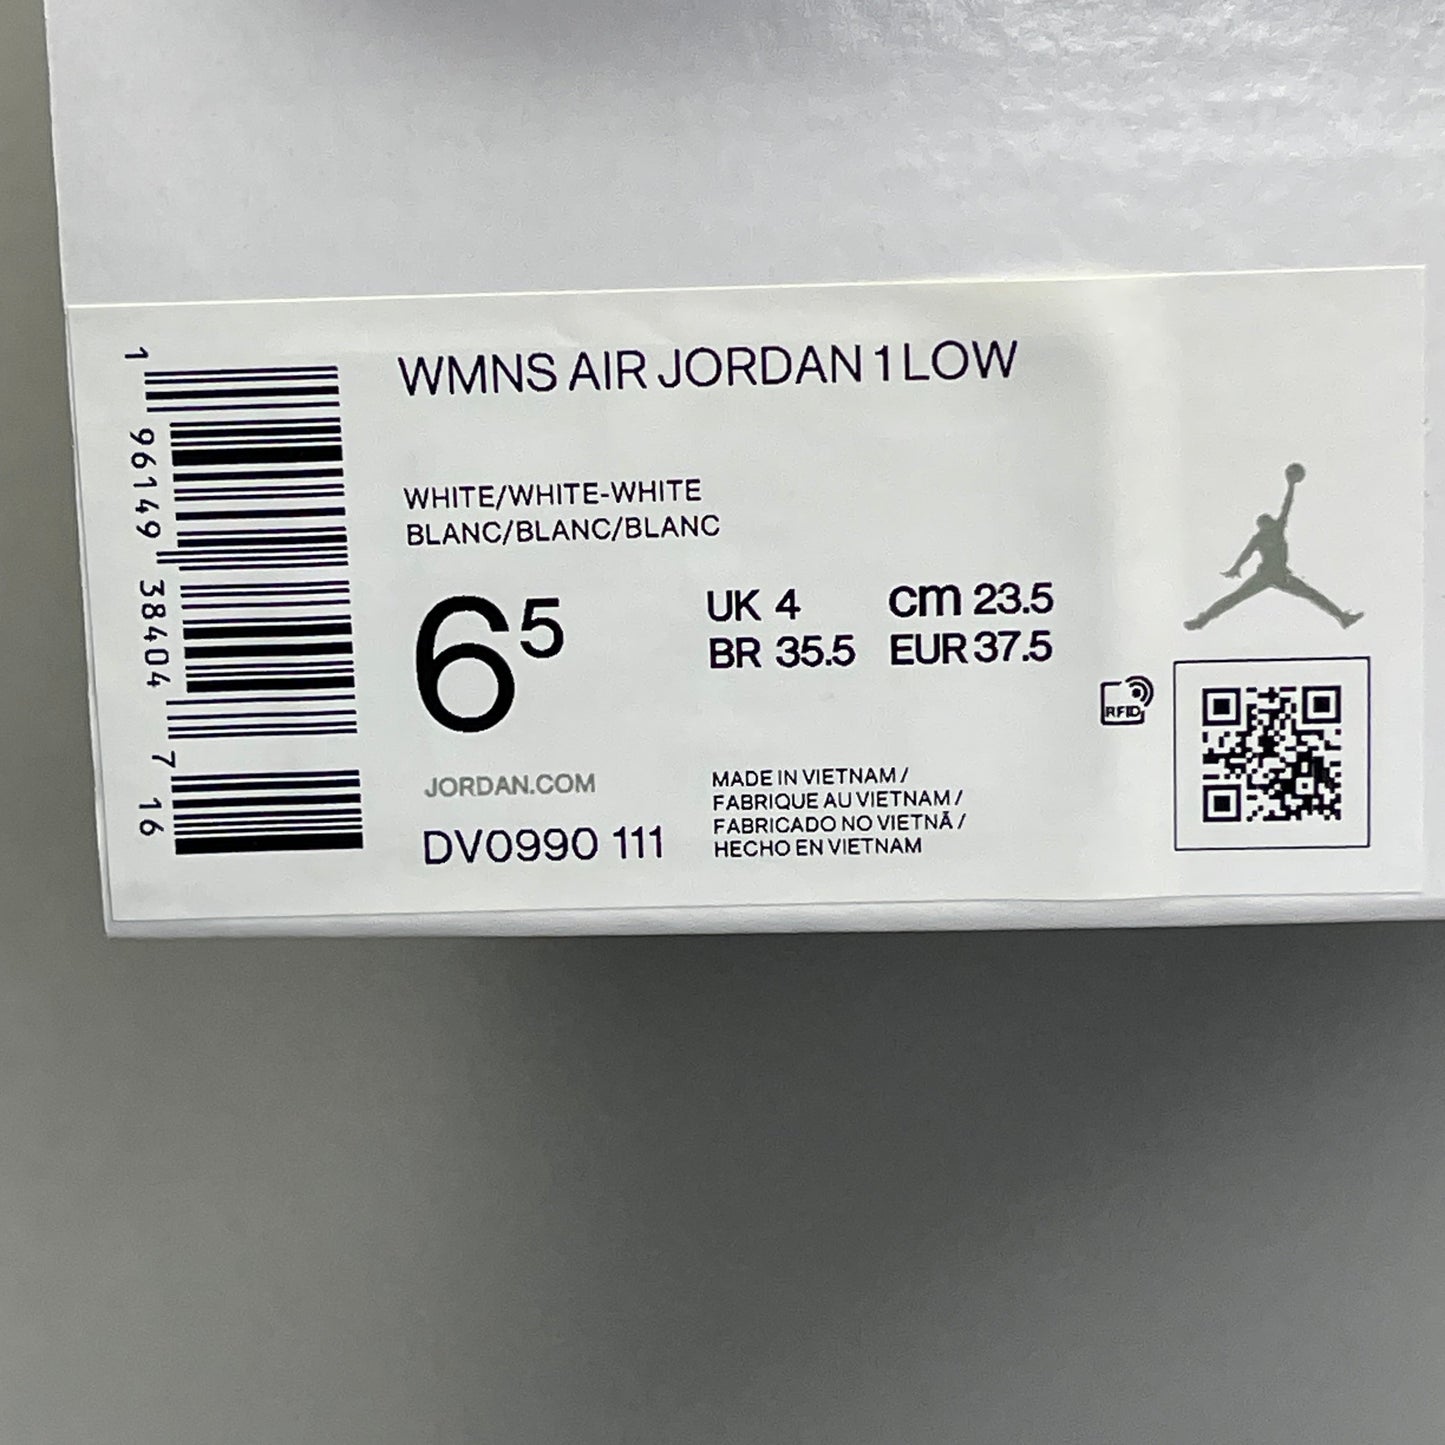 WMNS AIR JORDAN 1 LOW
WHITE/WHITE-WHITE
BLANC/BLANC/BLANC
6⁵
UK 4 cm 23.5
BR 35.5 EUR 37.5
RFID
JORDAN.COM
DV0990 111
MADE IN VIETNAM /
FABRIQUE AU VIETNAM /
FABRICADO NO VIETNÃ /
HECHO EN VIETNAM
1 96149 38404 7 16